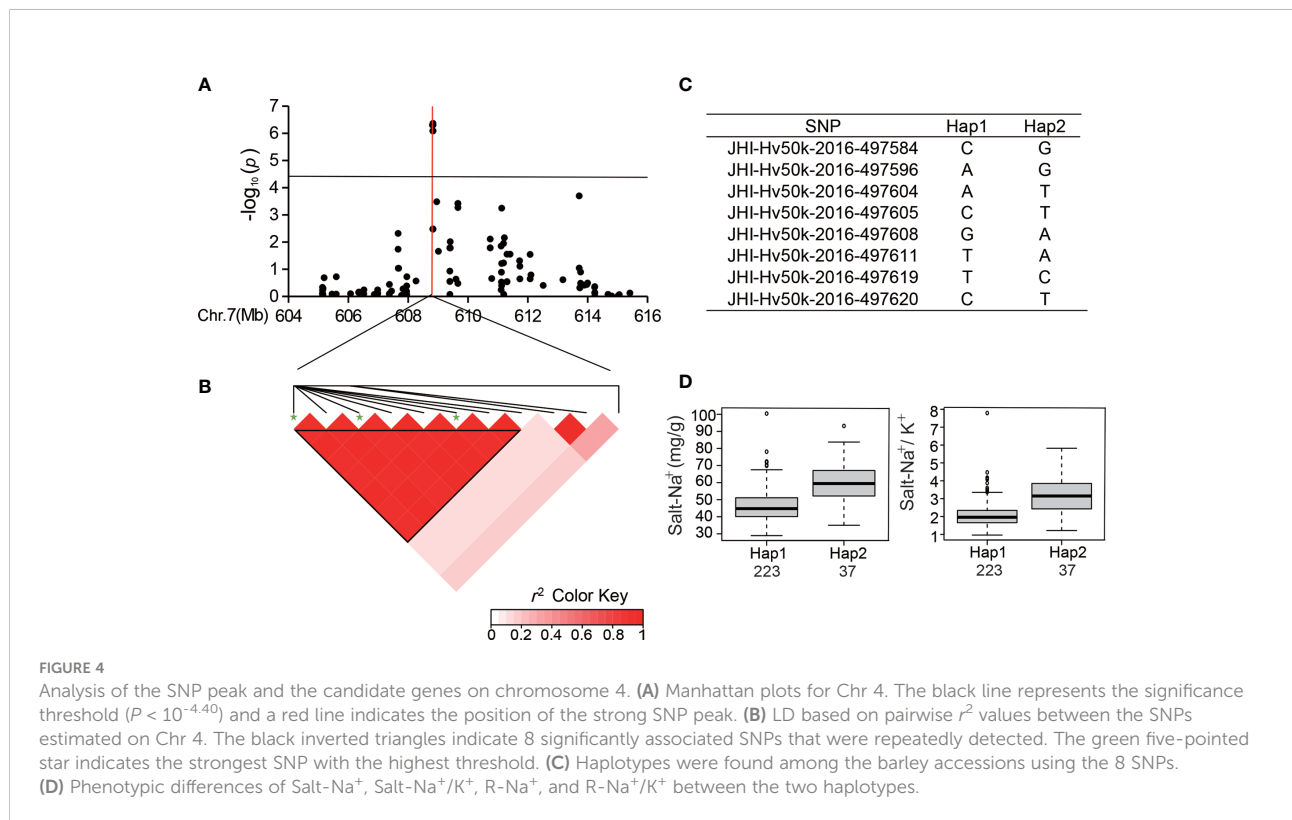 A
7
6
5
4
3
2
1
0
-log₁₀(p)
Chr.7(Mb)
604 606 608 610 612 614 616
C
SNP Hap1 Hap2
JHI-Hv50k-2016-497584 C G
JHI-Hv50k-2016-497596 A G
JHI-Hv50k-2016-497604 A T
JHI-Hv50k-2016-497605 C T
JHI-Hv50k-2016-497608 G A
JHI-Hv50k-2016-497611 T A
JHI-Hv50k-2016-497619 T C
JHI-Hv50k-2016-497620 C T
B
r² Color Key
0 0.2 0.4 0.6 0.8 1
D
Salt-Na⁺ (mg/g)
100
90
80
70
60
50
40
30
Hap1 Hap2
223 37
Salt-Na⁺/ K⁺
8
7
6
5
4
3
2
1
Hap1 Hap2
223 37
FIGURE 4
Analysis of the SNP peak and the candidate genes on chromosome 4. (A) Manhattan plots for Chr 4. The black line represents the significance
threshold (P < 10⁻⁴·⁴⁰) and a red line indicates the position of the strong SNP peak. (B) LD based on pairwise r² values between the SNPs
estimated on Chr 4. The black inverted triangles indicate 8 significantly associated SNPs that were repeatedly detected. The green five-pointed
star indicates the strongest SNP with the highest threshold. (C) Haplotypes were found among the barley accessions using the 8 SNPs.
(D) Phenotypic differences of Salt-Na⁺, Salt-Na⁺/K⁺, R-Na⁺, and R-Na⁺/K⁺ between the two haplotypes.